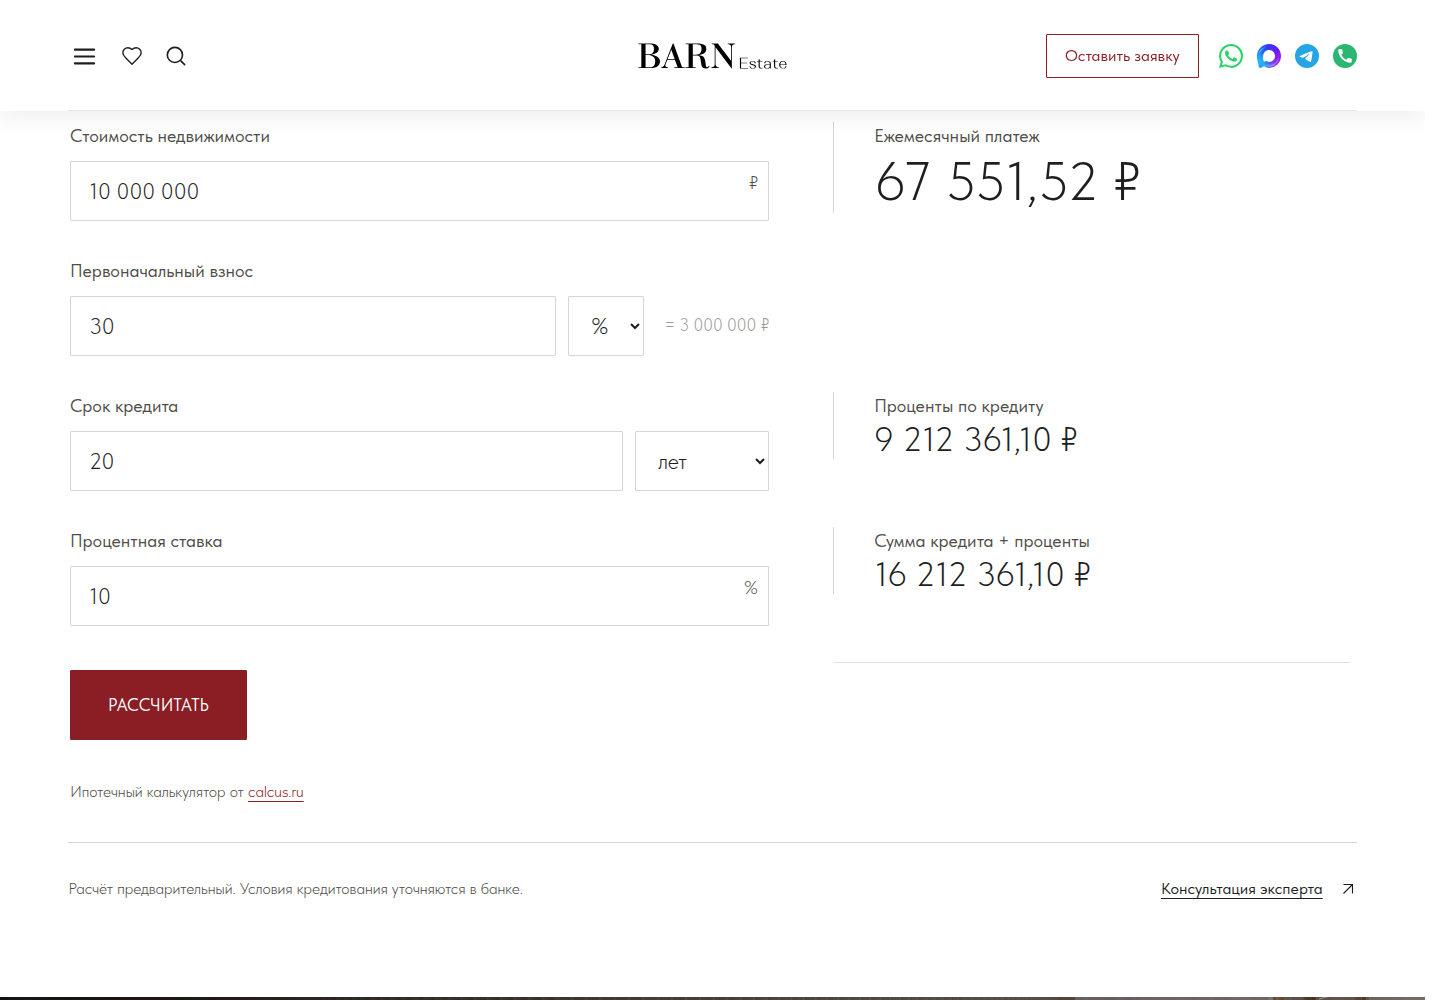 BARN Estate
Оставить заявку
Стоимость недвижимости
10 000 000 ₽
Ежемесячный платеж
67 551,52 ₽
Первоначальный взнос
30 % = 3 000 000 ₽
Срок кредита
20 лет
Проценты по кредиту
9 212 361,10 ₽
Процентная ставка
10 %
Сумма кредита + проценты
16 212 361,10 ₽
РАССЧИТАТЬ
Ипотечный калькулятор от calcus.ru
Расчёт предварительный. Условия кредитования уточняются в банке.
Консультация эксперта